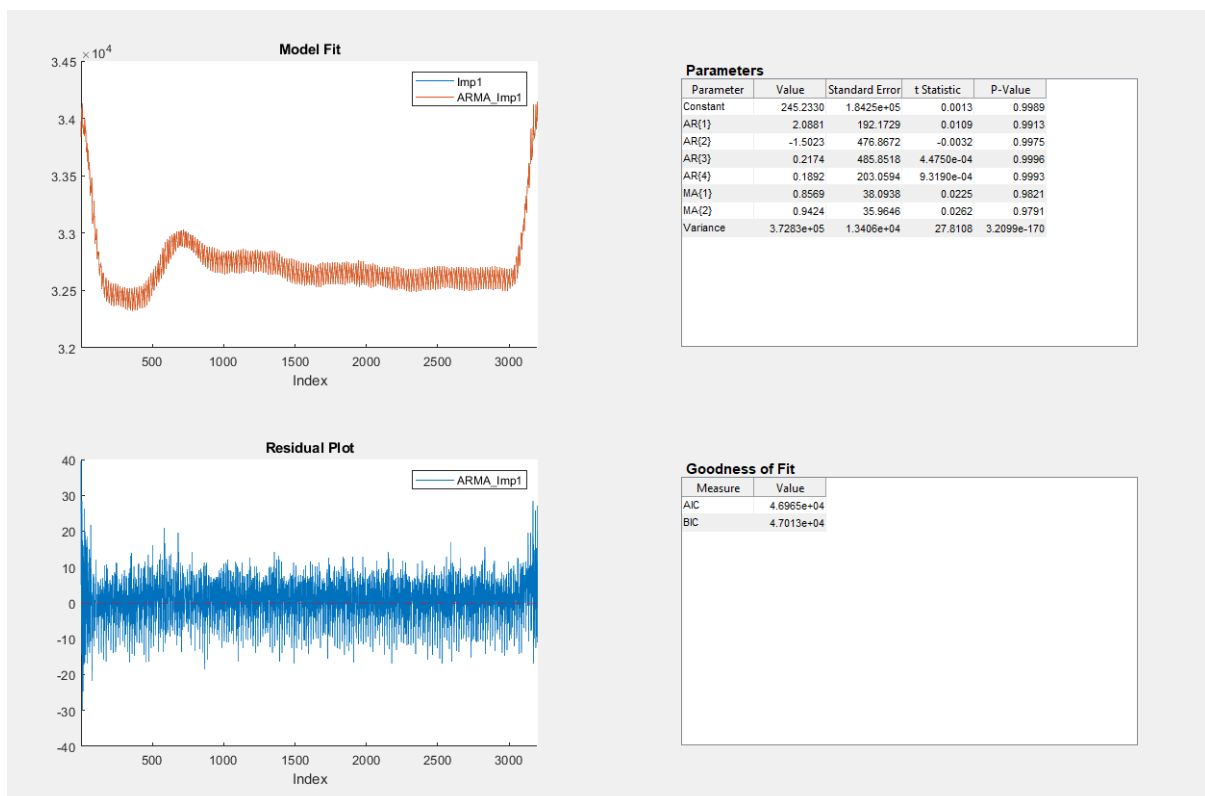 Model Fit
3.45 ×10^4
3.4
3.35
3.3
3.25
3.2
500 1000 1500 2000 2500 3000
Index
Imp1
ARMA_Imp1
Parameters
Parameter Value Standard Error t Statistic P-Value
Constant 245.2330 1.8425e+05 0.0013 0.9989
AR{1} 2.0881 192.1729 0.0109 0.9913
AR{2} -1.5023 476.8672 -0.0032 0.9975
AR{3} 0.2174 485.8518 4.4750e-04 0.9996
AR{4} 0.1892 203.0594 9.3190e-04 0.9993
MA{1} 0.8569 38.0938 0.0225 0.9821
MA{2} 0.9424 35.9646 0.0262 0.9791
Variance 3.7283e+05 1.3406e+04 27.8108 3.2099e-170
Residual Plot
40
30
20
10
0
-10
-20
-30
-40
500 1000 1500 2000 2500 3000
Index
ARMA_Imp1
Goodness of Fit
Measure Value
AIC 4.6965e+04
BIC 4.7013e+04